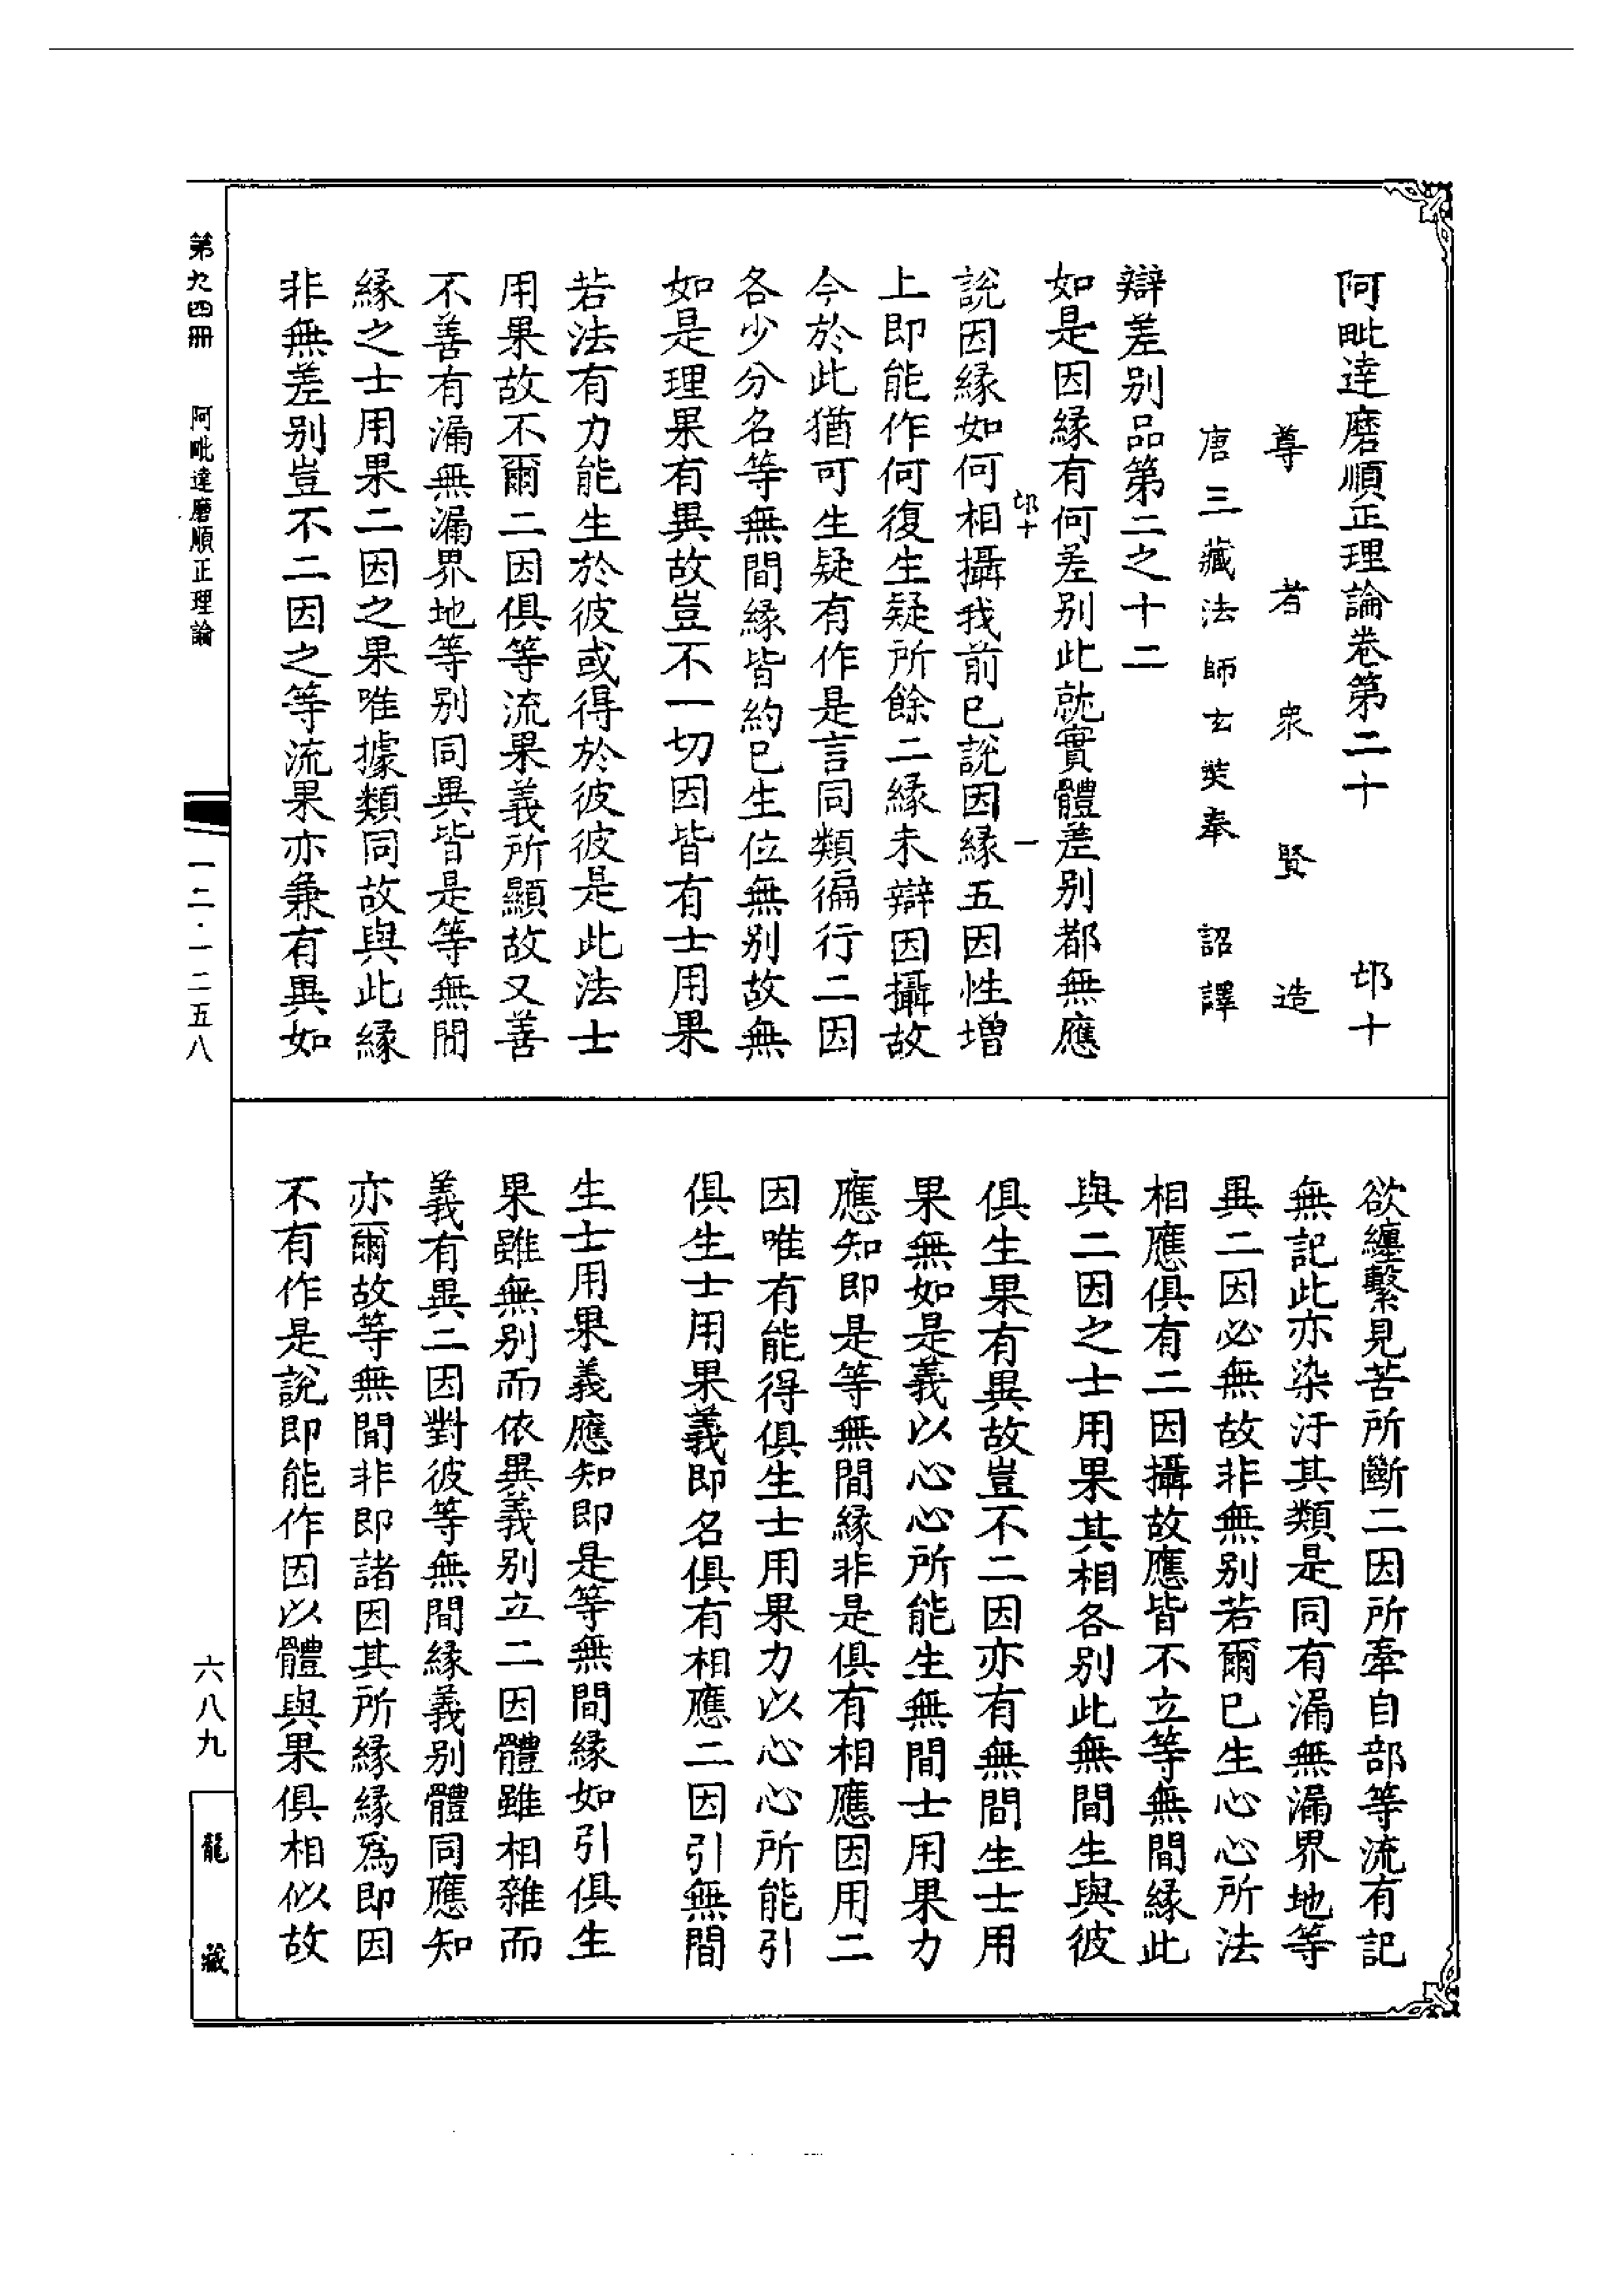 阿毗達磨順正理論卷第二十　邙十
尊者衆賢造
唐三藏法師玄奘奉　詔譯
辯差别品第二之十二
如是因緣有何差别此就實體差别都無應
邙十　一
說因緣如何相攝我前已說因緣五因性增
上即能作何復生疑所餘二緣未辯因攝故
今於此猶可生疑有作是言同類徧行二因
各少分名等無間緣皆約已生位無别故無
如是理果有異故豈不一切因皆有士用果
若法有力能生於彼或得於彼彼是此法士
用果故不爾二因俱等流果義所顯故又善
不善有漏無漏界地等别同異皆是等無間
緣之士用果二因之果唯據類同故與此緣
非無差别豈不二因之等流果亦兼有異如
欲纏繫見苦所斷二因所牽自部等流有記
無記此亦染汙其類是同有漏無漏界地等
異二因必無故非無别若爾已生心心所法
相應俱有二因攝故應皆不立等無間緣此
與二因之士用果其相各别此無間生與彼
俱生果有異故豈不二因亦有無間生士用
果無如是義以心心所能生無間士用果力
應知即是等無間緣非是俱有相應因用二
因唯有能得俱生士用果力以心心所能引
俱生士用果義即名俱有相應二因引無間
生士用果義應知即是等無間緣如引俱生
果雖無别而依異義别立二因體雖相雜而
義有異二因對彼等無間緣義别體同應知
亦爾故等無間非即諸因其所緣緣爲即因
不有作是說即能作因以體與果俱相似故
第九四冊　阿毗達磨順正理論　一二·一二五八　六八九　龍藏